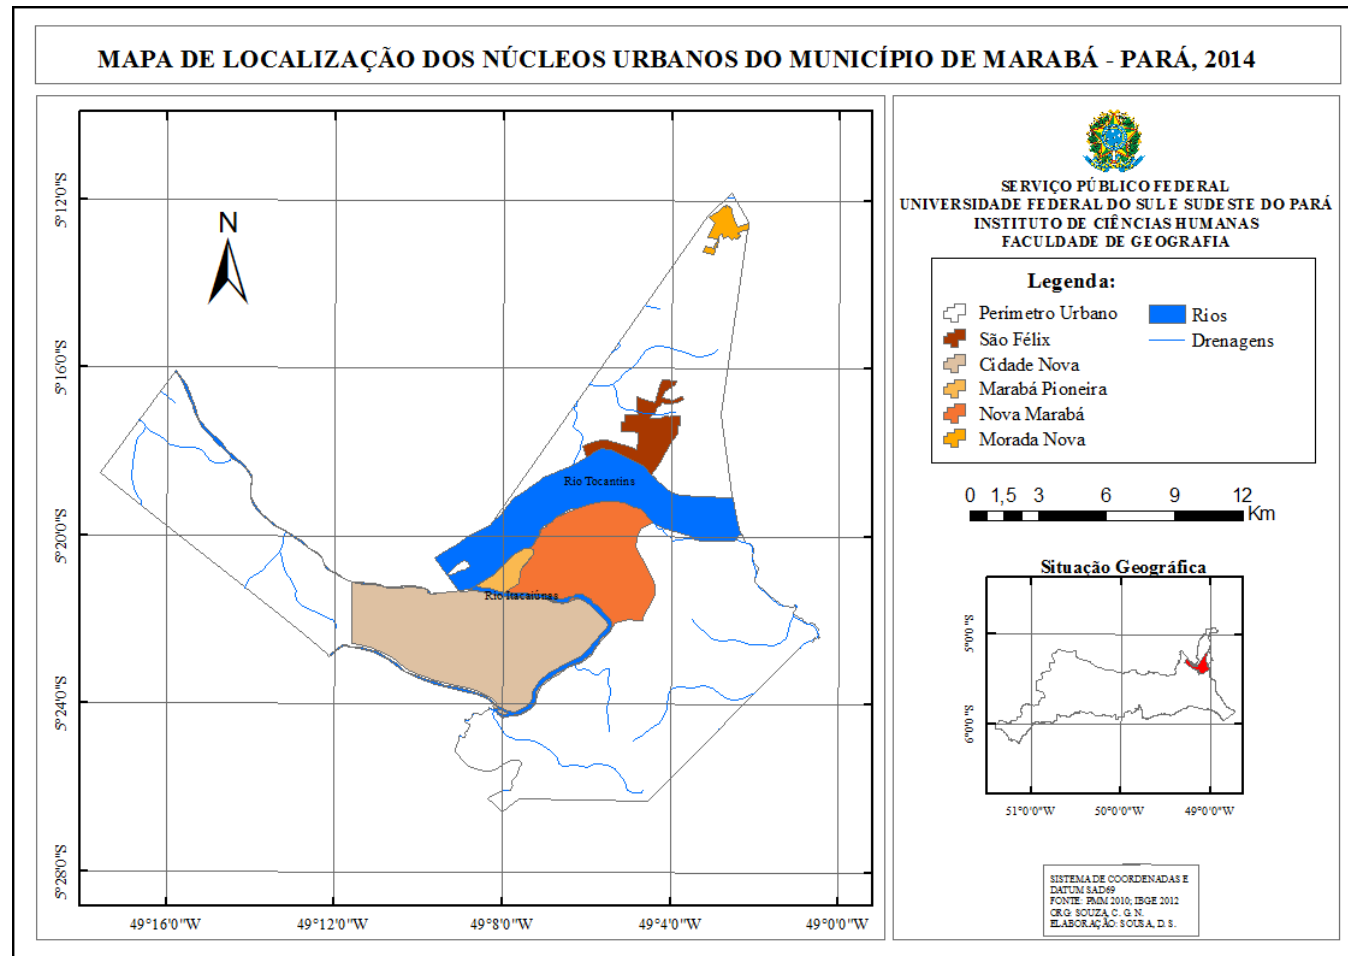 MAPA DE LOCALIZAÇÃO DOS NÚCLEOS URBANOS DO MUNICÍPIO DE MARABÁ - PARÁ, 2014
5°12'0"S
5°16'0"S
5°20'0"S
5°24'0"S
5°28'0"S
N
Rio Tocantins
Rio Itacaiúnas
49°16'0"W
49°12'0"W
49°8'0"W
49°4'0"W
49°0'0"W
SERVIÇO PÚBLICO FEDERAL
UNIVERSIDADE FEDERAL DO SUL E SUDESTE DO PARÁ
INSTITUTO DE CIÊNCIAS HUMANAS
FACULDADE DE GEOGRAFIA
Legenda:
Perímetro Urbano
São Félix
Cidade Nova
Marabá Pioneira
Nova Marabá
Morada Nova
Rios
Drenagens
0 1,5 3 6 9 12
Km
Situação Geográfica
5°0'0"S
6°0'0"S
51°0'0"W 50°0'0"W 49°0'0"W
SISTEMA DE COORDENADAS E
DATUM SAD69
FONTE: PMM 2010; IBGE 2012
ORG: SOUZA, C. G. N.
ELABORAÇÃO: SOUSA, D. S.